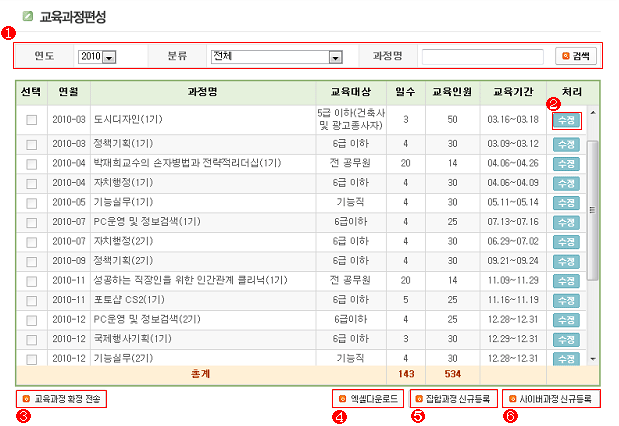 교육과정편성
1
연도 2010 분류 전체 과정명 검색
선택 연월 과정명 교육대상 일수 교육인원 교육기간 처리
2
2010-03 도시디자인(1기) 5급 이하(건축사 및 광고종사자) 3 50 03.16~03.18 수정
2010-03 정책기획(1기) 6급 이하 4 30 03.09~03.12 수정
2010-04 박재희교수의 손자병법과 전략적리더십(1기) 전 공무원 20 14 04.06~04.26 수정
2010-04 자치행정(1기) 6급 이하 4 30 04.06~04.09 수정
2010-05 기능실무(1기) 기능직 4 30 05.11~05.14 수정
2010-07 PC운영 및 정보검색(1기) 6급이하 4 25 07.13~07.16 수정
2010-07 자치행정(2기) 6급 이하 4 30 06.29~07.02 수정
2010-09 정책기획(2기) 6급 이하 4 30 09.21~09.24 수정
2010-11 성공하는 직장인을 위한 인간관계 클리닉(1기) 전 공무원 20 14 11.09~11.29 수정
2010-11 포토샵 CS2(1기) 6급 이하 5 25 11.16~11.19 수정
2010-12 PC운영 및 정보검색(2기) 6급이하 4 25 12.28~12.31 수정
2010-12 국제행사기획(1기) 6급 이하 3 30 12.29~12.31 수정
2010-12 기능실무(2기) 기능직 4 30 12.28~12.31 수정
총계 143 534
교육과정 확정 전송 엑셀다운로드 집합과정 신규등록 사이버과정 신규등록
3 4 5 6